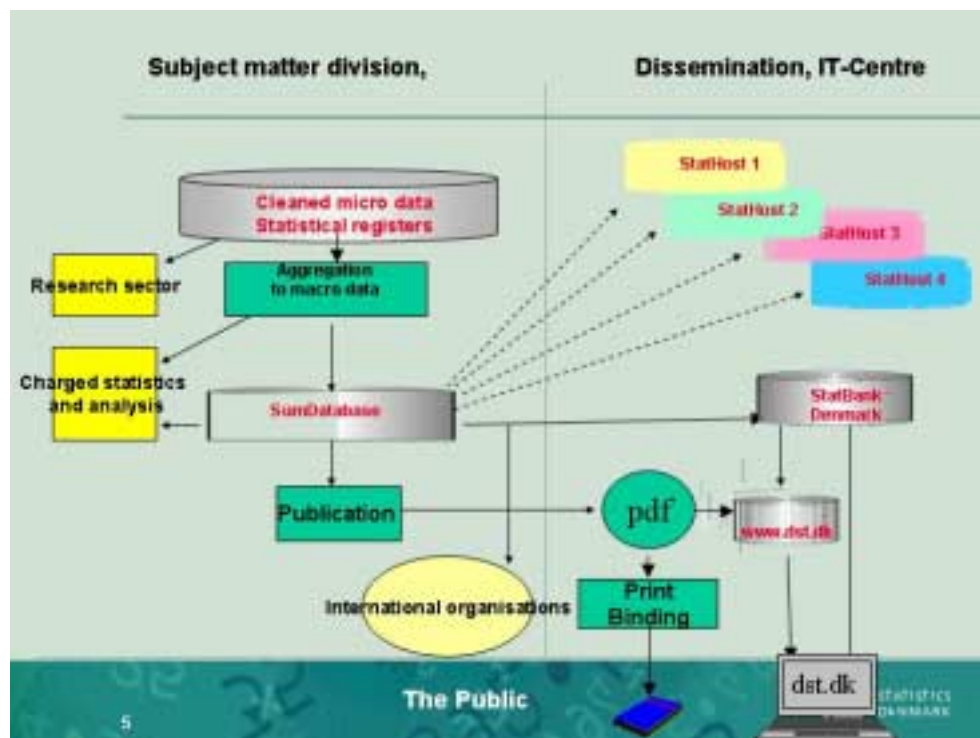 Subject matter division,
Dissemination, IT-Centre
StatHost 1
StatHost 2
StatHost 3
StatHost 4
Cleaned micro data
Statistical registers
Research sector
Aggregation
to macro data
Charged statistics
and analysis
SumDatabase
StatBank
Denmark
Publication
pdf
www.dst.dk
International organisations
Print
Binding
The Public
dst.dk
STATISTICS
DENMARK
5